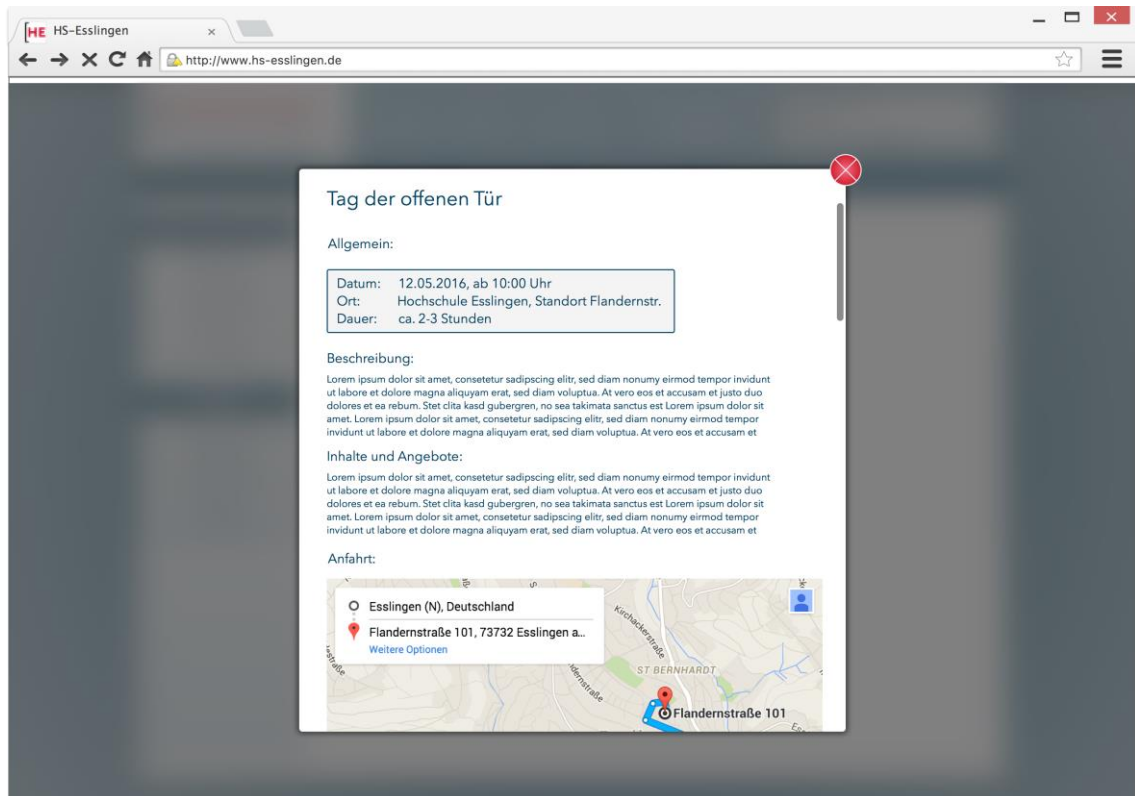 HE HS-Esslingen
http://www.hs-esslingen.de
Tag der offenen Tür
Allgemein:
Datum: 12.05.2016, ab 10:00 Uhr
Ort: Hochschule Esslingen, Standort Flandernstr.
Dauer: ca. 2-3 Stunden
Beschreibung:
Lorem ipsum dolor sit amet, consetetur sadipscing elitr, sed diam nonumy eirmod tempor invidunt
ut labore et dolore magna aliquyam erat, sed diam voluptua. At vero eos et accusam et justo duo
dolores et ea rebum. Stet clita kasd gubergren, no sea takimata sanctus est Lorem ipsum dolor sit
amet. Lorem ipsum dolor sit amet, consetetur sadipscing elitr, sed diam nonumy eirmod tempor
invidunt ut labore et dolore magna aliquyam erat, sed diam voluptua. At vero eos et accusam et
Inhalte und Angebote:
Lorem ipsum dolor sit amet, consetetur sadipscing elitr, sed diam nonumy eirmod tempor invidunt
ut labore et dolore magna aliquyam erat, sed diam voluptua. At vero eos et accusam et justo duo
dolores et ea rebum. Stet clita kasd gubergren, no sea takimata sanctus est Lorem ipsum dolor sit
amet. Lorem ipsum dolor sit amet, consetetur sadipscing elitr, sed diam nonumy eirmod tempor
invidunt ut labore et dolore magna aliquyam erat, sed diam voluptua. At vero eos et accusam et
Anfahrt:
Esslingen (N), Deutschland
Flandernstraße 101, 73732 Esslingen a...
Weitere Optionen
Kirchackerstraße
ST BERNHARDT
Flandernstraße 101